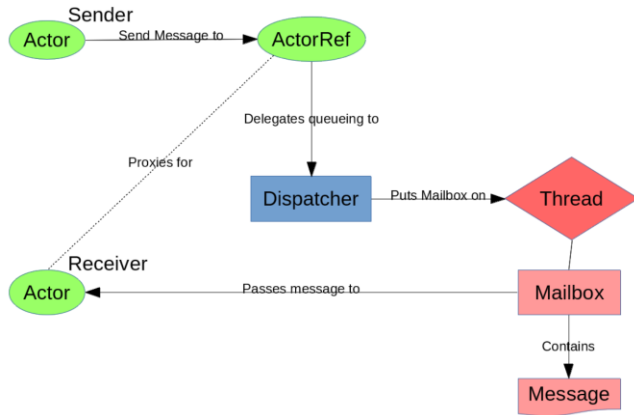 Sender
Actor
Send Message to
ActorRef
Delegates queueing to
Proxies for
Dispatcher
Puts Mailbox on
Thread
Receiver
Actor
Passes message to
Mailbox
Contains
Message